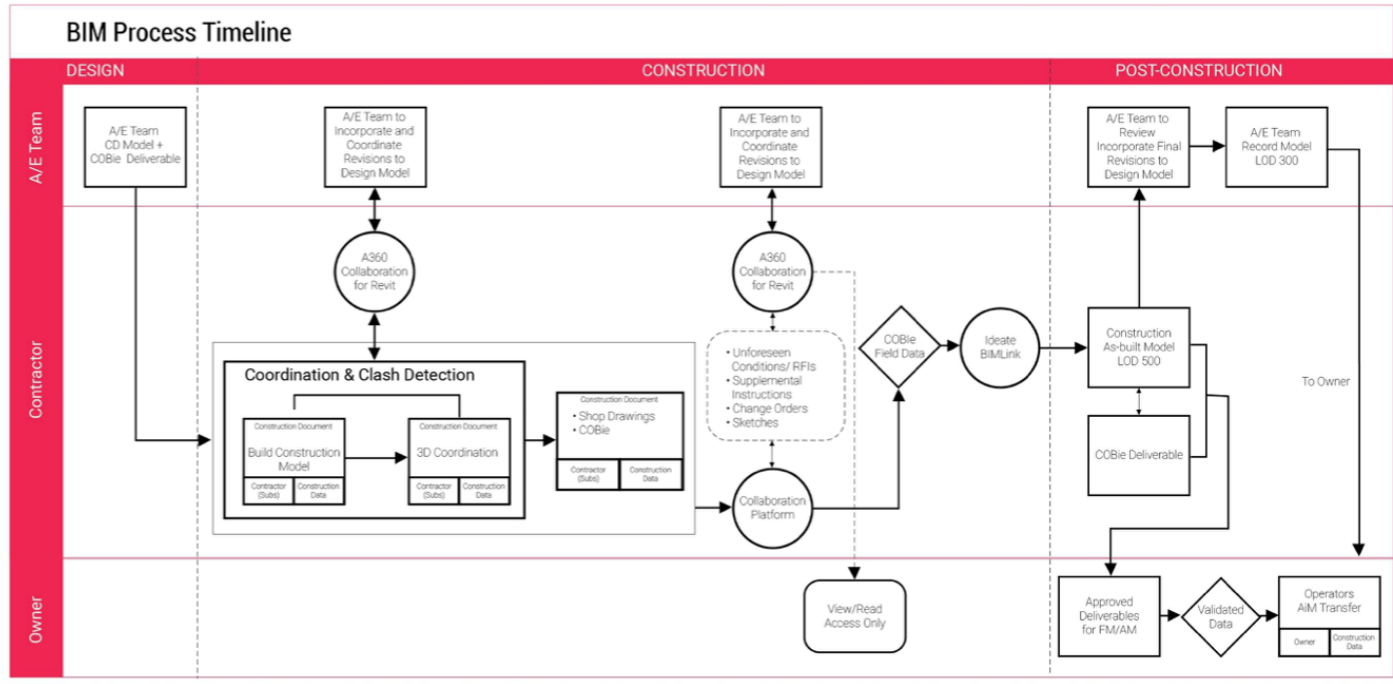 BIM Process Timeline
DESIGN
CONSTRUCTION
POST-CONSTRUCTION
A/E Team
A/E Team
CD Model +
COBie Deliverable
A/E Team to
Incorporate and
Coordinate
Revisions to
Design Model
A/E Team to
Incorporate and
Coordinate
Revisions to
Design Model
A/E Team to
Review
Incorporate Final
Revisions to
Design Model
A/E Team
Record Model
LOD 300
Contractor
A360
Collaboration
for Revit
A360
Collaboration
for Revit
Coordination & Clash Detection
Construction Document
Build Construction
Model
Contractor
(Subs)
Construction
Data
Construction Document
3D Coordination
Contractor
(Subs)
Construction
Data
Construction Document
• Shop Drawings
• COBie
Contractor
(Subs)
Construction
Data
• Unforeseen
Conditions/ RFIs
• Supplemental
Instructions
• Change Orders
• Sketches
Collaboration
Platform
COBie
Field Data
Ideate
BIMLink
Construction
As-built Model
LOD 500
COBie Deliverable
To Owner
Owner
View/Read
Access Only
Approved
Deliverables
for FM/AM
Validated
Data
Operators
AiM Transfer
Owner
Construction
Data